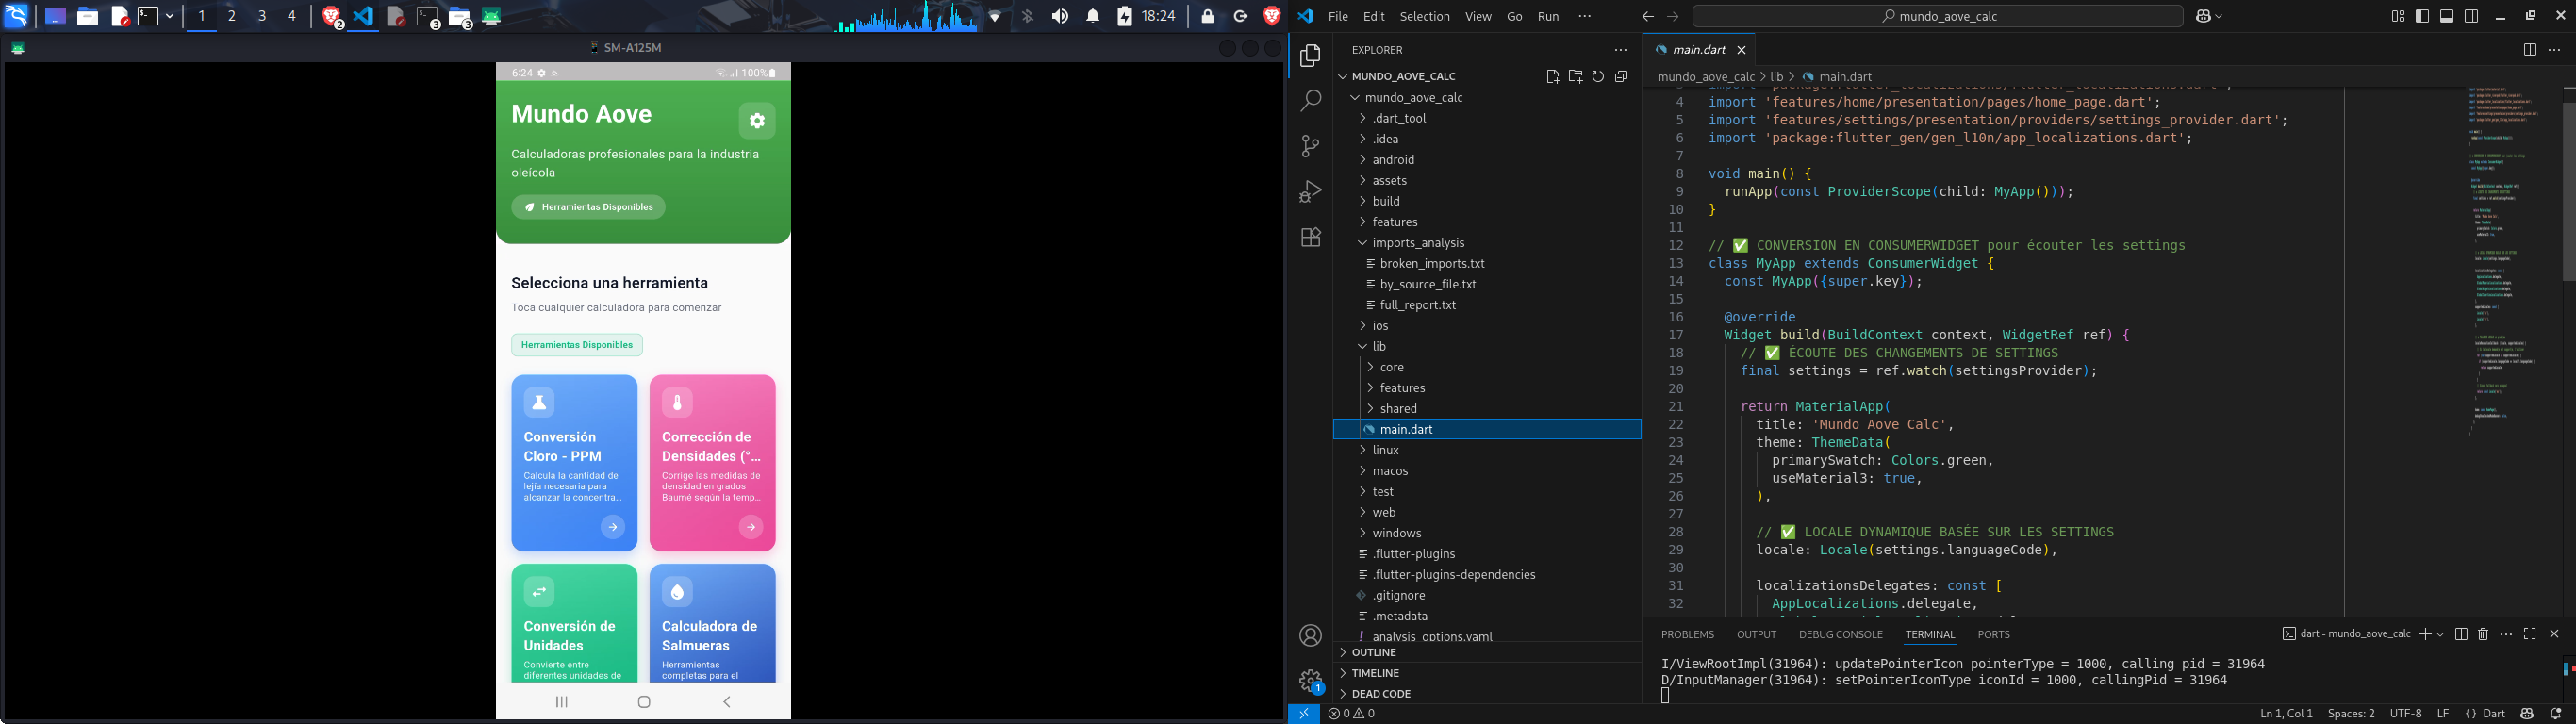 1 2 3 4 2 3 3 18:24
SM-A125M
6:24 100%
Mundo Aove
Calculadoras profesionales para la industria
oleícola
Herramientas Disponibles
Selecciona una herramienta
Toca cualquier calculadora para comenzar
Herramientas Disponibles
Conversión
Cloro - PPM
Calcula la cantidad de
lejía necesaria para
alcanzar la concentra...
Corrección de
Densidades (°...
Corrige las medidas de
densidad en grados
Baumé según la temp...
Conversión de
Unidades
Convierte entre
diferentes unidades de
Calculadora de
Salmueras
Herramientas
completas para el
File Edit Selection View Go Run ···
mundo_aove_calc
EXPLORER
MUNDO_AOVE_CALC
mundo_aove_calc
.dart_tool
.idea
android
assets
build
features
imports_analysis
broken_imports.txt
by_source_file.txt
full_report.txt
ios
lib
core
features
shared
main.dart
linux
macos
test
web
windows
.flutter-plugins
.flutter-plugins-dependencies
.gitignore
.metadata
analysis_options.yaml
OUTLINE
TIMELINE
DEAD CODE
1
main.dart
mundo_aove_calc > lib > main.dart
4 import 'features/home/presentation/pages/home_page.dart';
5 import 'features/settings/presentation/providers/settings_provider.dart';
6 import 'package:flutter_gen/gen_l10n/app_localizations.dart';
7
8 void main() {
9 runApp(const ProviderScope(child: MyApp()));
10 }
11
12 // ✅ CONVERSION EN CONSUMERWIDGET pour écouter les settings
13 class MyApp extends ConsumerWidget {
14 const MyApp({super.key});
15
16 @override
17 Widget build(BuildContext context, WidgetRef ref) {
18 // ✅ ÉCOUTE DES CHANGEMENTS DE SETTINGS
19 final settings = ref.watch(settingsProvider);
20
21 return MaterialApp(
22 title: 'Mundo Aove Calc',
23 theme: ThemeData(
24 primarySwatch: Colors.green,
25 useMaterial3: true,
26 ),
27
28 // ✅ LOCALE DYNAMIQUE BASÉE SUR LES SETTINGS
29 locale: Locale(settings.languageCode),
30
31 localizationsDelegates: const [
32 AppLocalizations.delegate,
PROBLEMS OUTPUT DEBUG CONSOLE TERMINAL PORTS
dart - mundo_aove_calc
I/ViewRootImpl(31964): updatePointerIcon pointerType = 1000, calling pid = 31964
D/InputManager(31964): setPointerIconType iconId = 1000, callingPid = 31964
0 0
Ln 1, Col 1 Spaces: 2 UTF-8 LF {} Dart